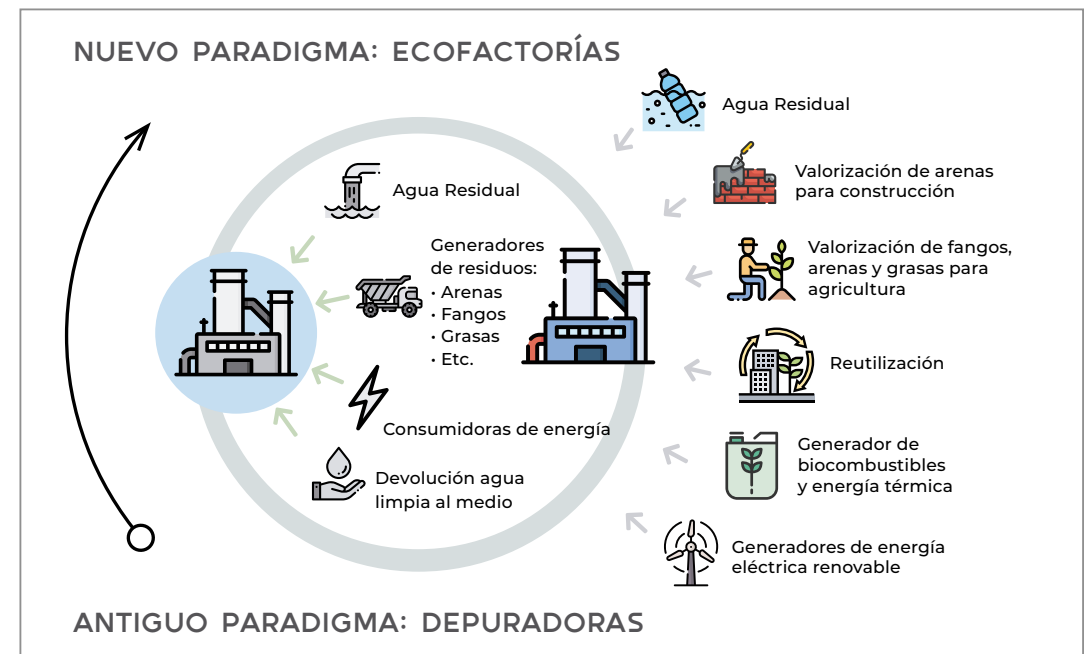 NUEVO PARADIGMA: ECOFACTORÍAS
Agua Residual
Generadores
de residuos:
· Arenas
· Fangos
· Grasas
· Etc.
Consumidoras de energía
Devolución agua
limpia al medio
Agua Residual
Valorización de arenas
para construcción
Valorización de fangos,
arenas y grasas para
agricultura
Reutilización
Generador de
biocombustibles
y energía térmica
Generadores de energía
eléctrica renovable
ANTIGUO PARADIGMA: DEPURADORAS